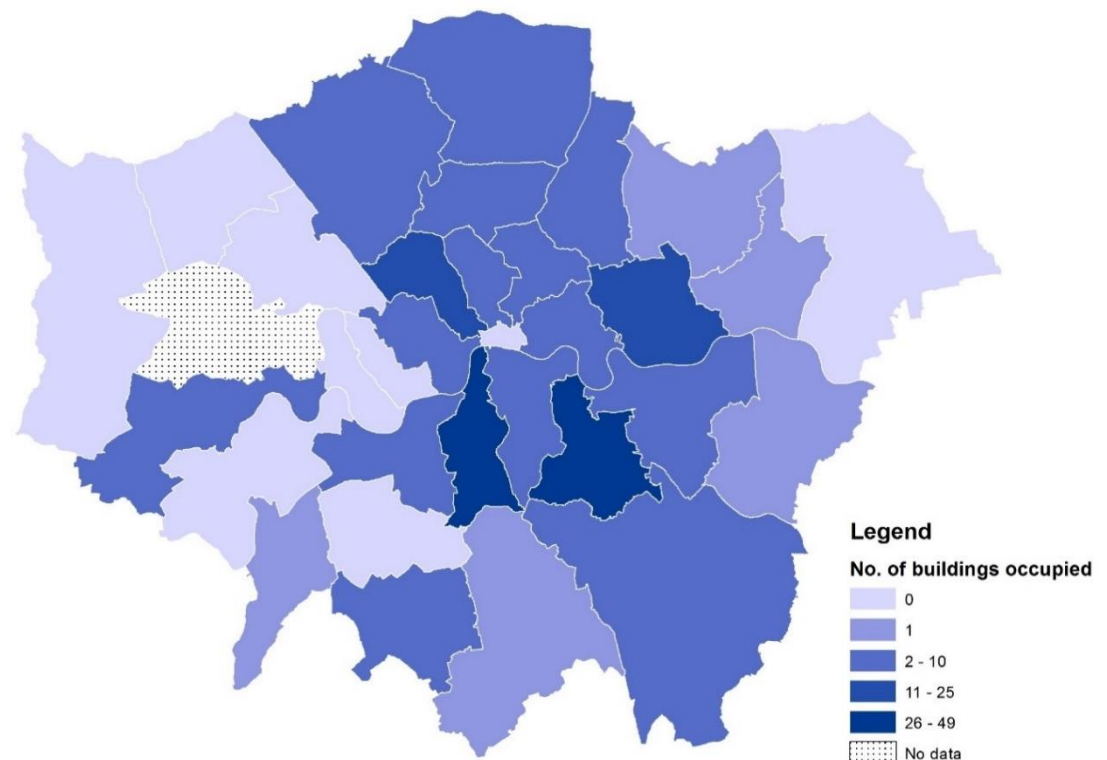 Legend
No. of buildings occupied
0
1
2 - 10
11 - 25
26 - 49
No data